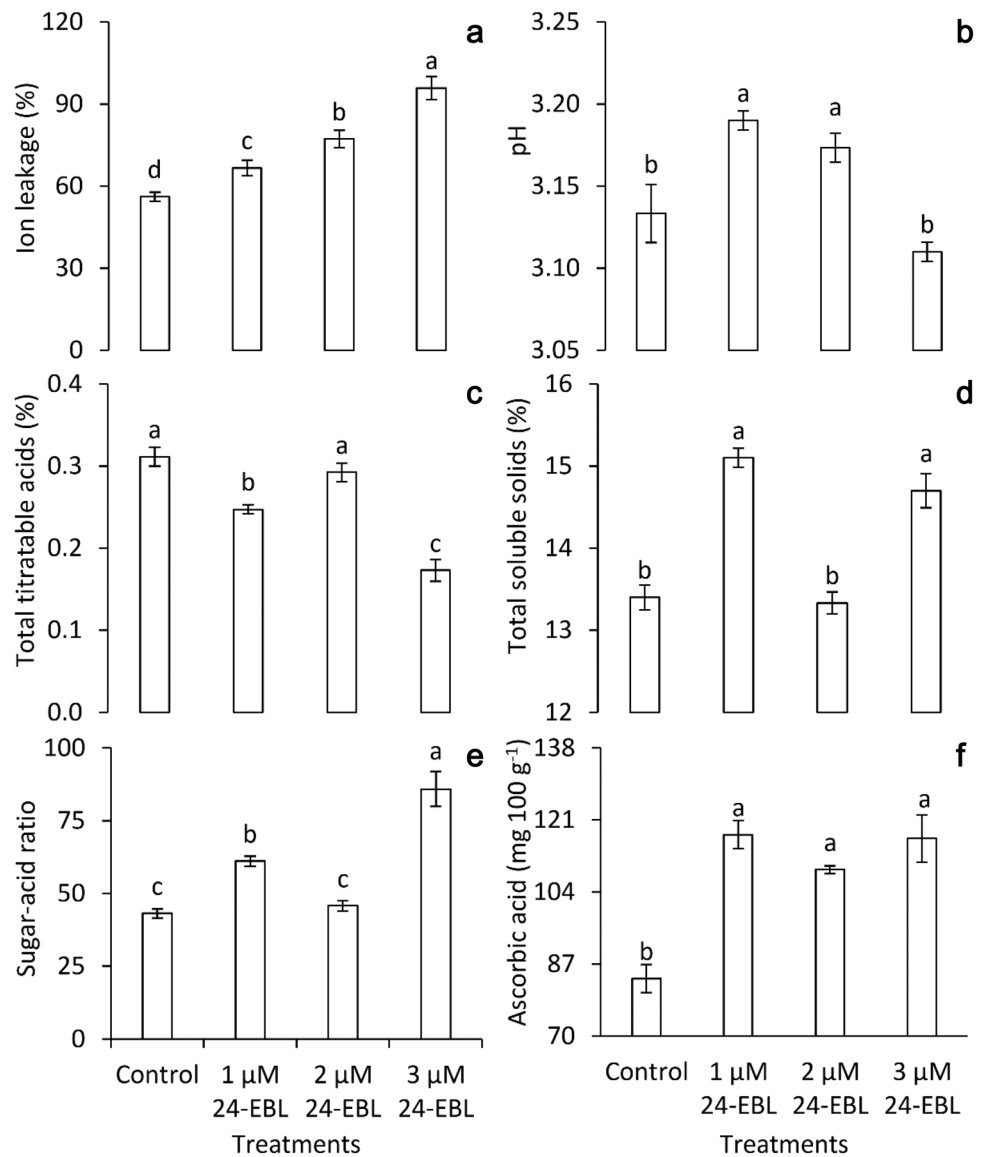 a
Ion leakage (%)
120
90
60
30
0
d
c
b
a
b
pH
3.25
3.20
3.15
3.10
3.05
b
a
a
b
c
Total titratable acids (%)
0.4
0.3
0.2
0.1
0.0
a
b
a
c
d
Total soluble solids (%)
16
15
14
13
12
b
a
b
a
e
Sugar-acid ratio
100
75
50
25
0
c
b
c
a
Control
1 µM
24-EBL
2 µM
24-EBL
3 µM
24-EBL
Treatments
f
Ascorbic acid (mg 100 g⁻¹)
138
121
104
87
70
b
a
a
a
Control
1 µM
24-EBL
2 µM
24-EBL
3 µM
24-EBL
Treatments